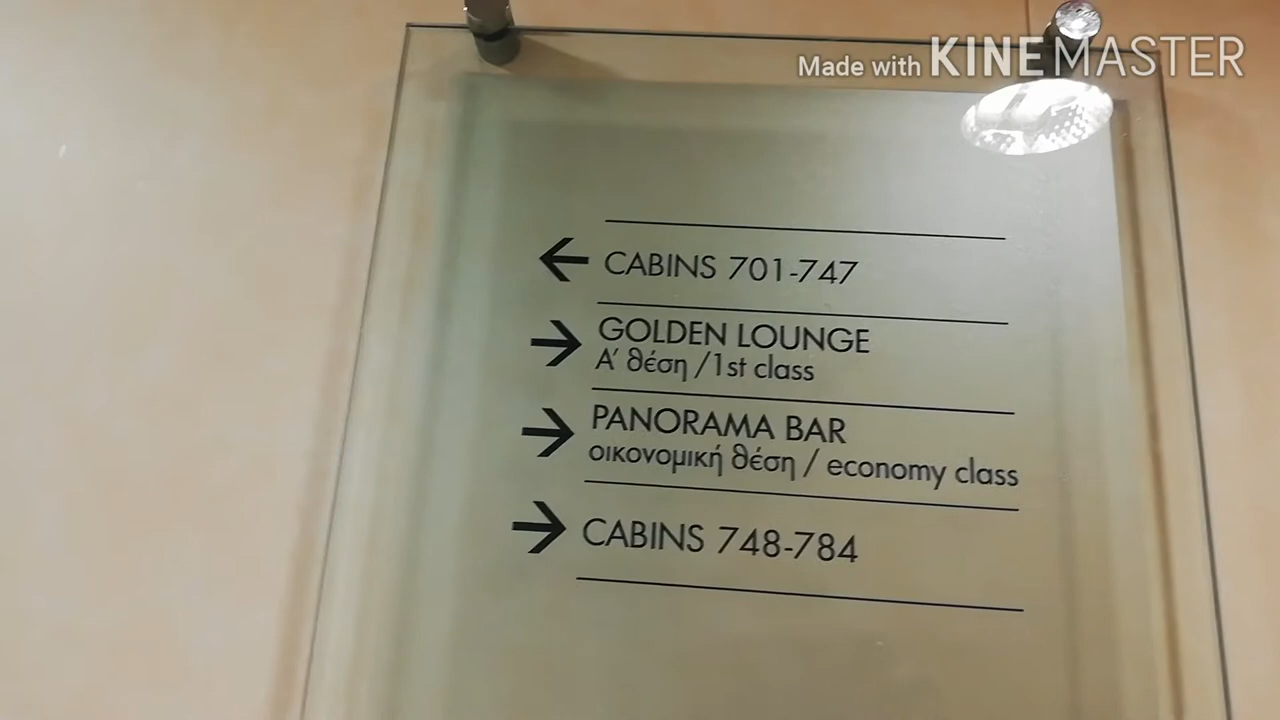 Made with KINEMASTER
← CABINS 701-747
→ GOLDEN LOUNGE
Α' θέση /1st class
→ PANORAMA BAR
οικονομική θέση / economy class
→ CABINS 748-784